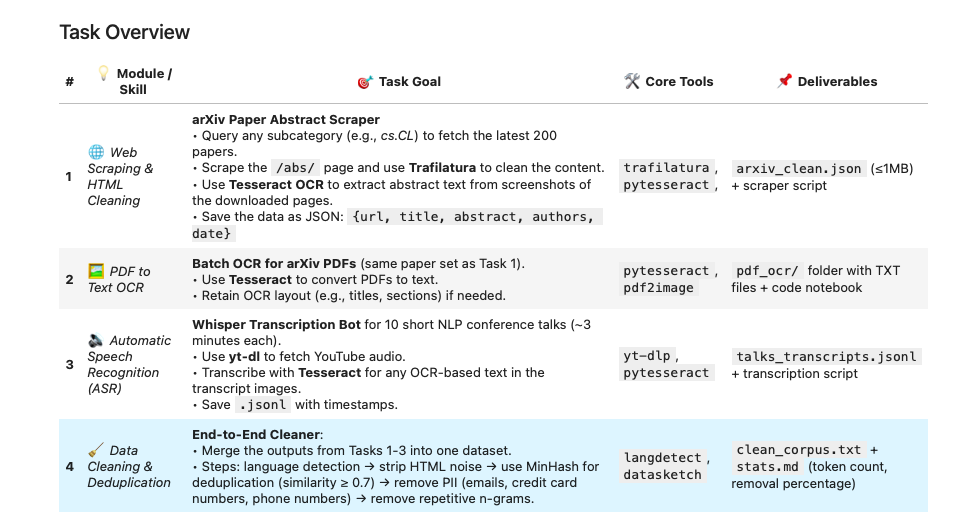 Task Overview
# 💡 Module / Skill 🎯 Task Goal 🛠️ Core Tools 📌 Deliverables
1
🌐 Web
Scraping &
HTML
Cleaning
arXiv Paper Abstract Scraper
• Query any subcategory (e.g., cs.CL) to fetch the latest 200
papers.
• Scrape the /abs/ page and use Trafilatura to clean the content.
• Use Tesseract OCR to extract abstract text from screenshots of
the downloaded pages.
• Save the data as JSON: {url, title, abstract, authors,
date}
trafilatura ,
pytesseract ,
arxiv_clean.json (≤1MB)
+ scraper script
2
🖼️ PDF to
Text OCR
Batch OCR for arXiv PDFs (same paper set as Task 1).
• Use Tesseract to convert PDFs to text.
• Retain OCR layout (e.g., titles, sections) if needed.
pytesseract ,
pdf2image
pdf_ocr/ folder with TXT
files + code notebook
3
🔈 Automatic
Speech
Recognition
(ASR)
Whisper Transcription Bot for 10 short NLP conference talks (~3
minutes each).
• Use yt-dl to fetch YouTube audio.
• Transcribe with Tesseract for any OCR-based text in the
transcript images.
• Save .jsonl with timestamps.
yt-dlp ,
pytesseract
talks_transcripts.jsonl
+ transcription script
4
🧹 Data
Cleaning &
Deduplication
End-to-End Cleaner:
• Merge the outputs from Tasks 1-3 into one dataset.
• Steps: language detection → strip HTML noise → use MinHash for
deduplication (similarity ≥ 0.7) → remove PII (emails, credit card
numbers, phone numbers) → remove repetitive n-grams.
langdetect ,
datasketch
clean_corpus.txt +
stats.md (token count,
removal percentage)